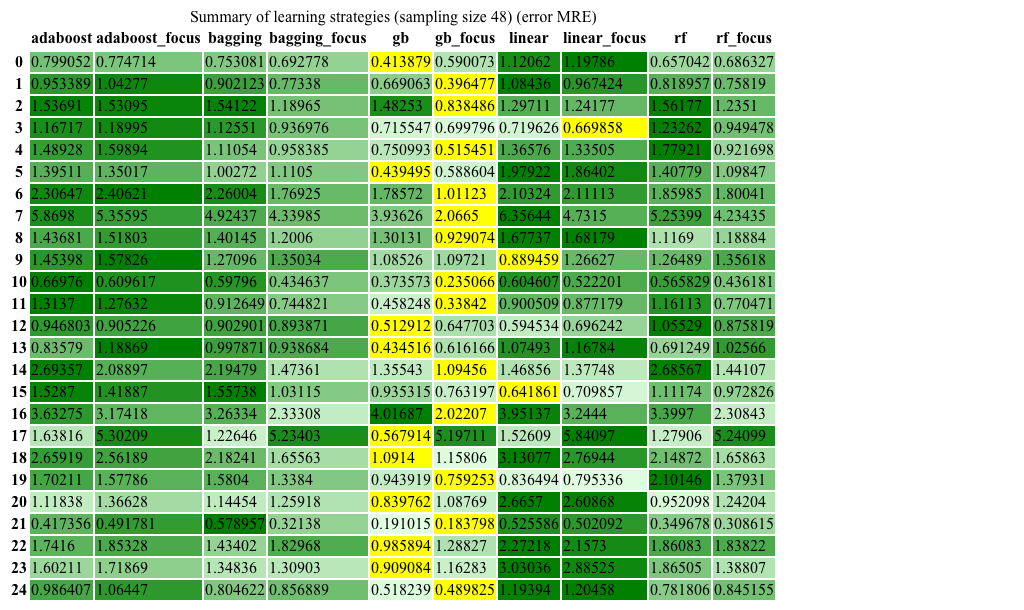 Summary of learning strategies (sampling size 48) (error MRE)
adaboost adaboost_focus bagging bagging_focus gb gb_focus linear linear_focus rf rf_focus
0 0.799052 0.774714 0.753081 0.692778 0.413879 0.590073 1.12062 1.19786 0.657042 0.686327
1 0.953389 1.04277 0.902123 0.77338 0.669063 0.396477 1.08436 0.967424 0.818957 0.75819
2 1.53691 1.53095 1.54122 1.18965 1.48253 0.838486 1.29711 1.24177 1.56177 1.2351
3 1.16717 1.18995 1.12551 0.936976 0.715547 0.699796 0.719626 0.669858 1.23262 0.949478
4 1.48928 1.59894 1.11054 0.958385 0.750993 0.515451 1.36576 1.33505 1.77921 0.921698
5 1.39511 1.35017 1.00272 1.1105 0.439495 0.588604 1.97922 1.86402 1.40779 1.09847
6 2.30647 2.40621 2.26004 1.76925 1.78572 1.01123 2.10324 2.11113 1.85985 1.80041
7 5.8698 5.35595 4.92437 4.33985 3.93626 2.0665 6.35644 4.7315 5.25399 4.23435
8 1.43681 1.51803 1.40145 1.2006 1.30131 0.929074 1.67737 1.68179 1.1169 1.18884
9 1.45398 1.57826 1.27096 1.35034 1.08526 1.09721 0.889459 1.26627 1.26489 1.35618
10 0.66976 0.609617 0.59796 0.434637 0.373573 0.235066 0.604607 0.522201 0.565829 0.436181
11 1.3137 1.27632 0.912649 0.744821 0.458248 0.33842 0.900509 0.877179 1.16113 0.770471
12 0.946803 0.905226 0.902901 0.893871 0.512912 0.647703 0.594534 0.696242 1.05529 0.875819
13 0.83579 1.18869 0.997871 0.938684 0.434516 0.616166 1.07493 1.16784 0.691249 1.02566
14 2.69357 2.08897 2.19479 1.47361 1.35543 1.09456 1.46856 1.37748 2.68567 1.44107
15 1.5287 1.41887 1.55738 1.03115 0.935315 0.763197 0.641861 0.709857 1.11174 0.972826
16 3.63275 3.17418 3.26334 2.33308 4.01687 2.02207 3.95137 3.2444 3.3997 2.30843
17 1.63816 5.30209 1.22646 5.23403 0.567914 5.19711 1.52609 5.84097 1.27906 5.24099
18 2.65919 2.56189 2.18241 1.65563 1.0914 1.15806 3.13077 2.76944 2.14872 1.65863
19 1.70211 1.57786 1.5804 1.3384 0.943919 0.759253 0.836494 0.795336 2.10146 1.37931
20 1.11838 1.36628 1.14454 1.25918 0.839762 1.08769 2.6657 2.60868 0.952098 1.24204
21 0.417356 0.491781 0.578957 0.32138 0.191015 0.183798 0.525586 0.502092 0.349678 0.308615
22 1.7416 1.85328 1.43402 1.82968 0.985894 1.28827 2.27218 2.1573 1.86083 1.83822
23 1.60211 1.71869 1.34836 1.30903 0.909084 1.16283 3.03036 2.88525 1.86505 1.38807
24 0.986407 1.06447 0.804622 0.856889 0.518239 0.489825 1.19394 1.20458 0.781806 0.845155